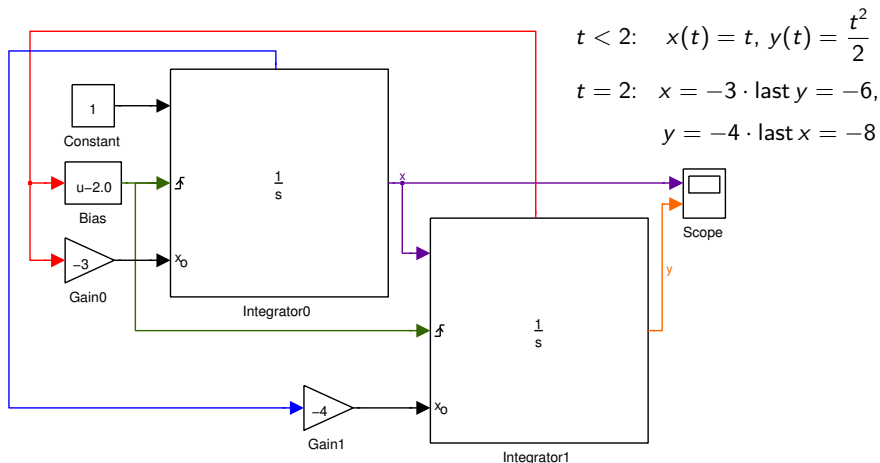 t < 2: x(t) = t, y(t) = t²/2
t = 2: x = −3 · last y = −6,
y = −4 · last x = −8
1
Constant
u−2.0
Bias
−3
Gain0
1/s
x₀
Integrator0
x
Scope
y
1/s
x₀
Integrator1
−4
Gain1